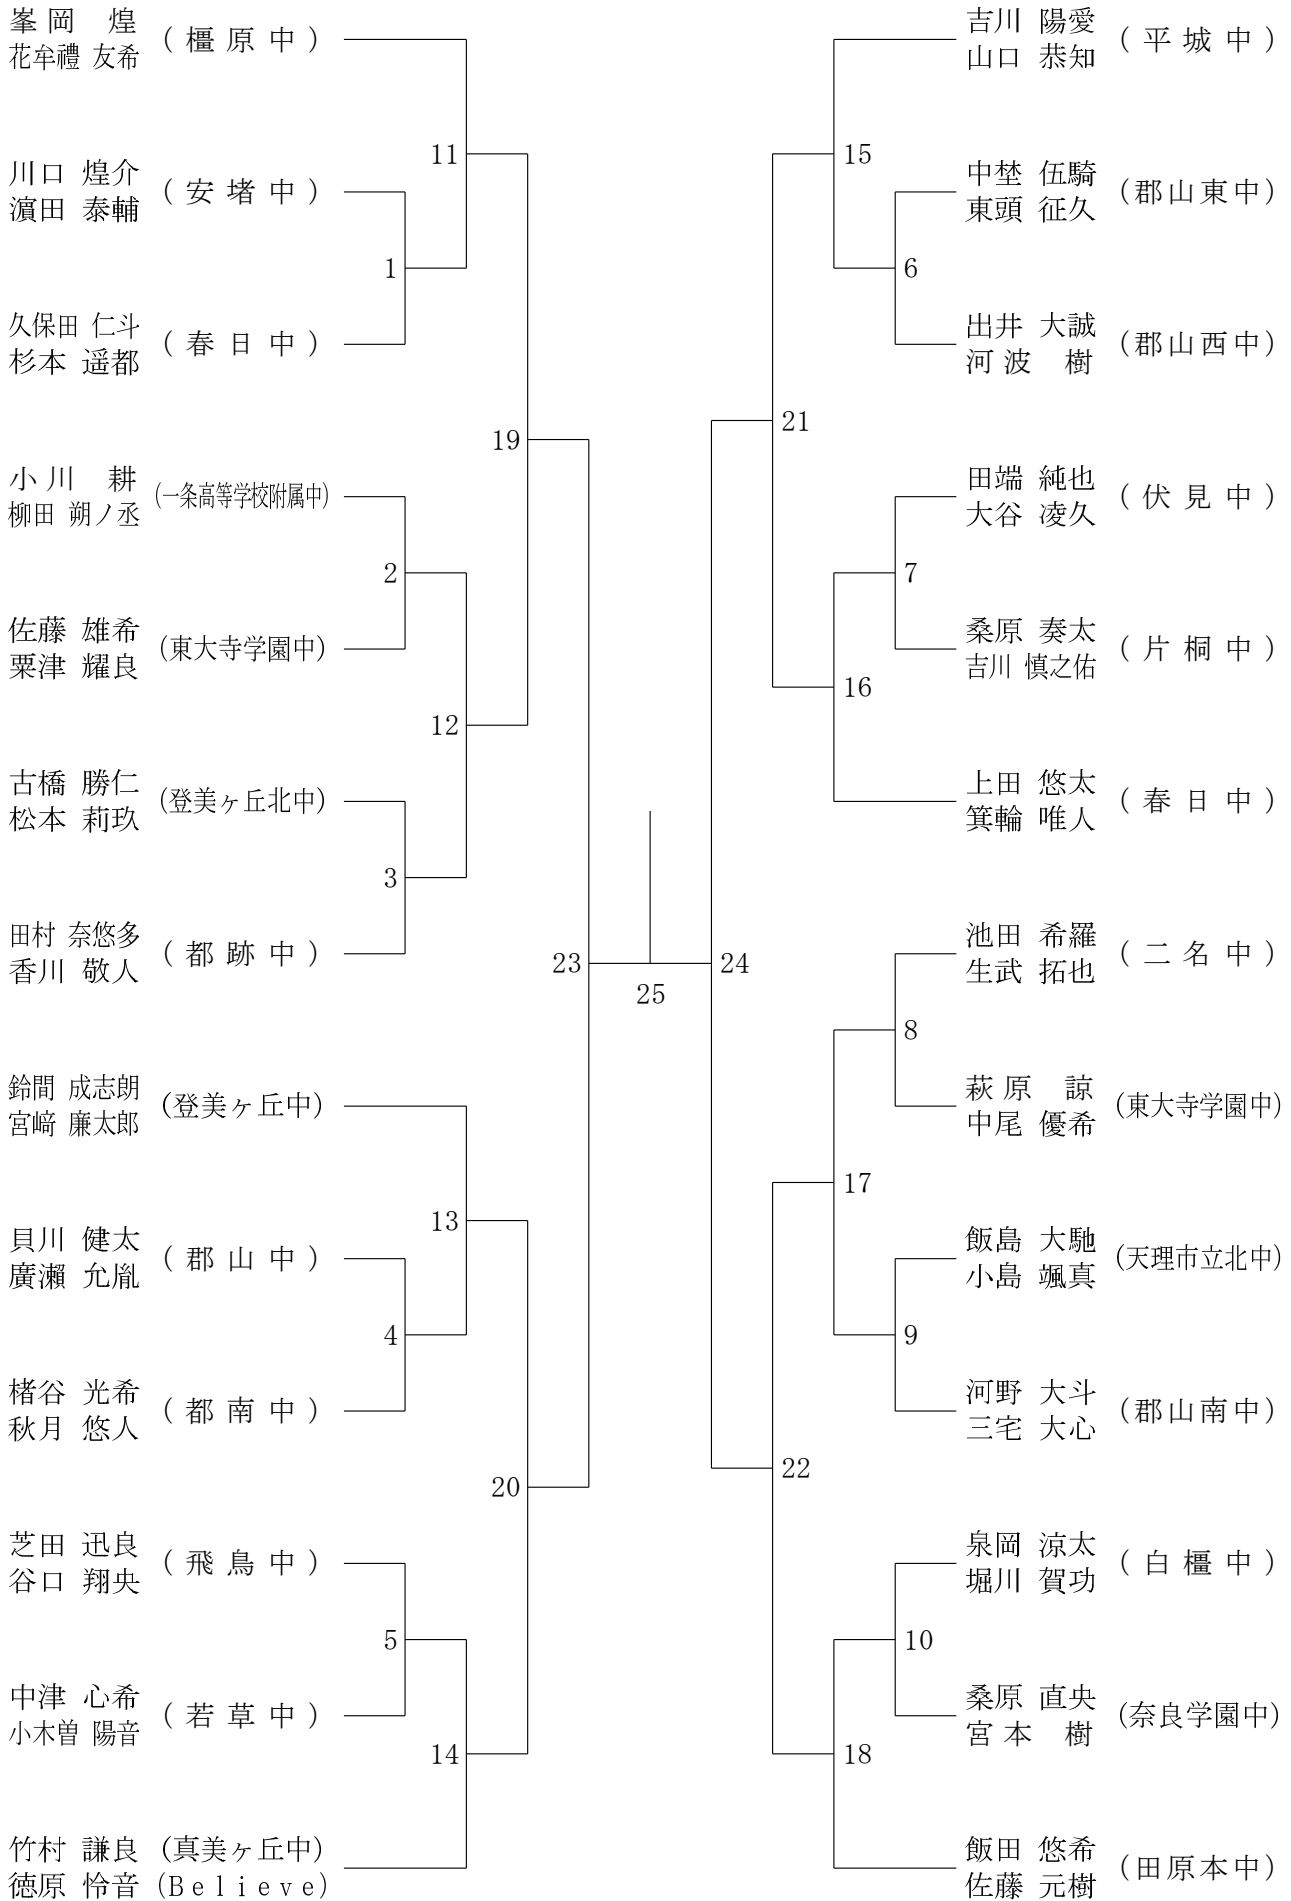 峯岡 煌
花牟禮 友希
(橿原中)
川口 煌介
濵田 泰輔
(安堵中)
久保田 仁斗
杉本 遥都
(春日中)
小川 耕
柳田 朔ノ丞
(一条高等学校附属中)
佐藤 雄希
粟津 耀良
(東大寺学園中)
古橋 勝仁
松本 莉玖
(登美ヶ丘北中)
田村 奈悠多
香川 敬人
(都跡中)
鈴間 成志朗
宮﨑 廉太郎
(登美ヶ丘中)
貝川 健太
廣瀨 允胤
(郡山中)
楮谷 光希
秋月 悠人
(都南中)
芝田 迅良
谷口 翔央
(飛鳥中)
中津 心希
小木曽 陽音
(若草中)
竹村 謙良
徳原 怜音
(真美ヶ丘中)
(Believe)
1
2
3
4
5
11
12
13
14
19
20
23
25
24
21
22
15
16
17
18
6
7
8
9
10
吉川 陽愛
山口 恭知
(平城中)
中埜 伍騎
東頭 征久
(郡山東中)
出井 大誠
河波 樹
(郡山西中)
田端 純也
大谷 凌久
(伏見中)
桑原 奏太
吉川 慎之佑
(片桐中)
上田 悠太
箕輪 唯人
(春日中)
池田 希羅
生武 拓也
(二名中)
萩原 諒
中尾 優希
(東大寺学園中)
飯島 大馳
小島 颯真
(天理市立北中)
河野 大斗
三宅 大心
(郡山南中)
泉岡 涼太
堀川 賀功
(白橿中)
桑原 直央
宮本 樹
(奈良学園中)
飯田 悠希
佐藤 元樹
(田原本中)